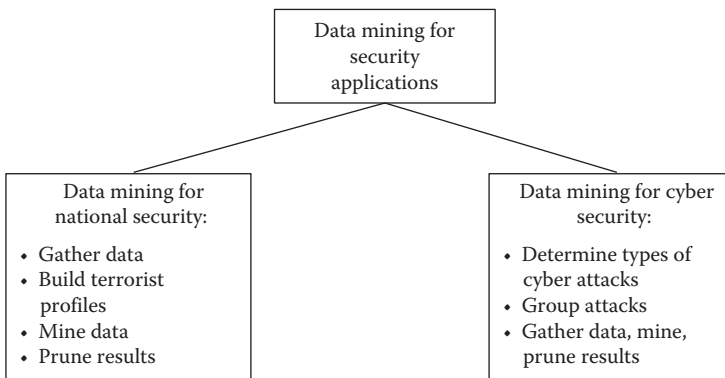 Data mining for
security
applications
Data mining for
national security:
• Gather data
• Build terrorist
profiles
• Mine data
• Prune results
Data mining for cyber
security:
• Determine types of
cyber attacks
• Group attacks
• Gather data, mine,
prune results